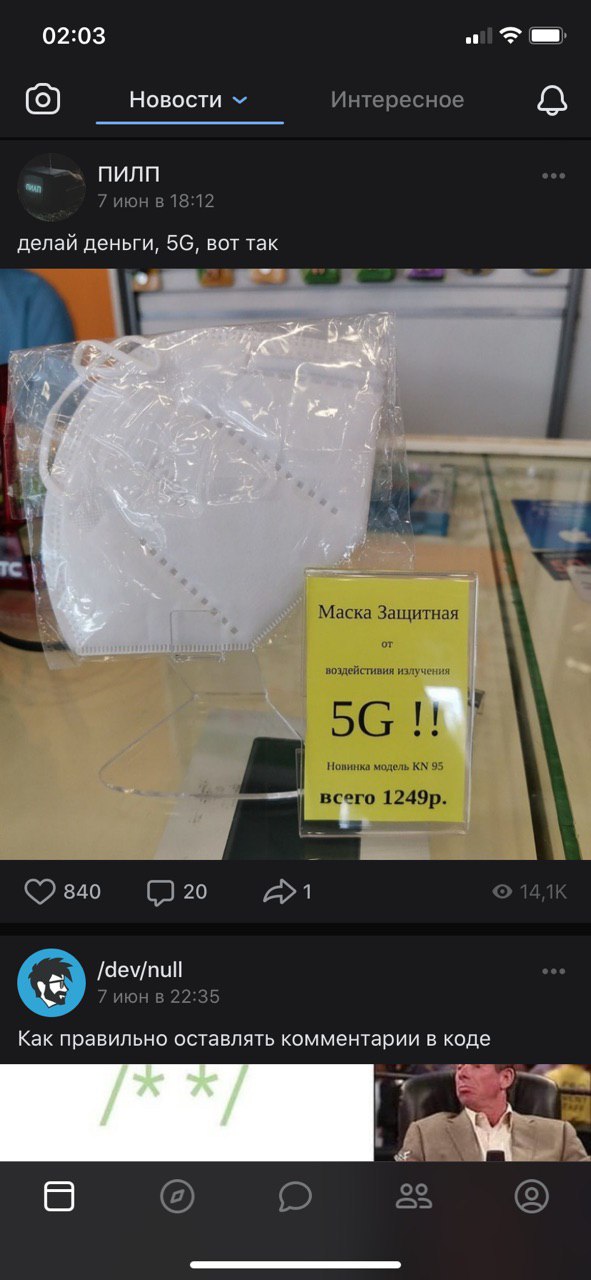 02:03
Новости
Интересное
ПИЛП
ПИЛП
7 июн в 18:12
делай деньги, 5G, вот так
ТС
Маска Защитная
от
воздействия излучения
5G !!
Новинка модель KN 95
всего 1249р.
840
20
1
14,1K
/dev/null
7 июн в 22:35
Как правильно оставлять комментарии в коде
/* */